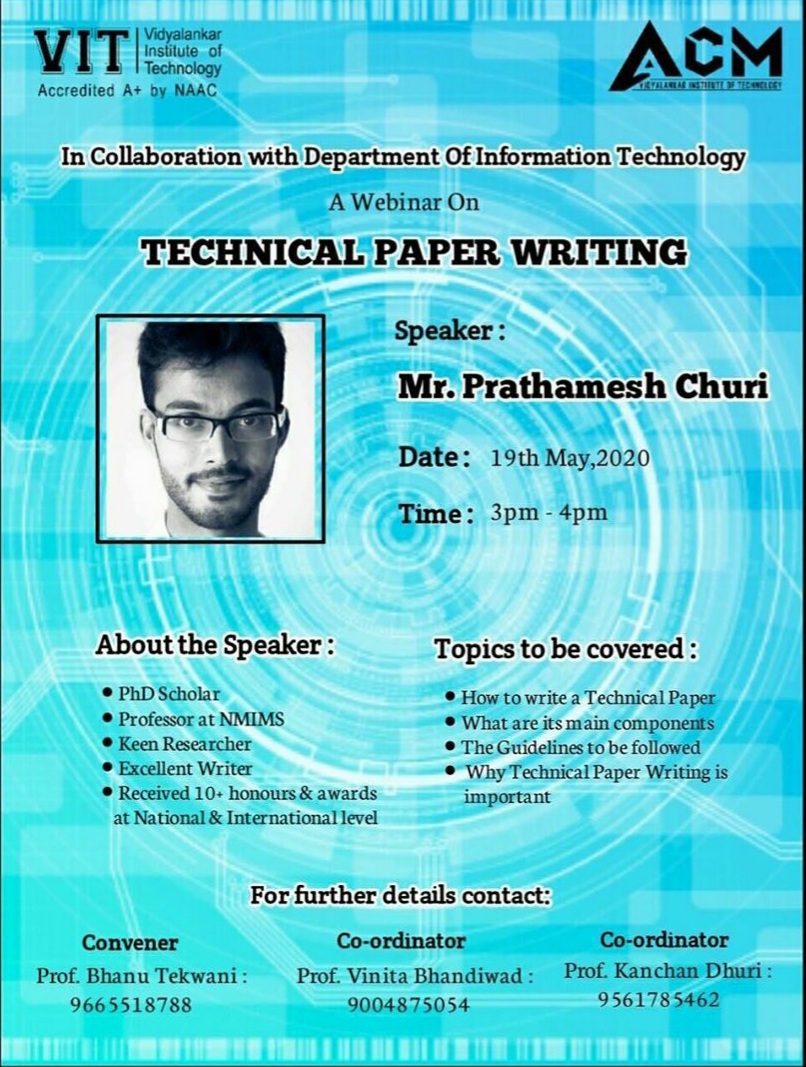 VIT
Vidyalankar
Institute of
Technology
Accredited A+ by NAAC
ACM
VIDYALANKAR INSTITUTE OF TECHNOLOGY
In Collaboration with Department Of Information Technology
A Webinar On
TECHNICAL PAPER WRITING
Speaker :
Mr. Prathamesh Churi
Date : 19th May,2020
Time : 3pm - 4pm
About the Speaker :
• PhD Scholar
• Professor at NMIMS
• Keen Researcher
• Excellent Writer
• Received 10+ honours & awards
at National & International level
Topics to be covered :
• How to write a Technical Paper
• What are its main components
• The Guidelines to be followed
• Why Technical Paper Writing is
important
For further details contact:
Convener
Prof. Bhanu Tekwani :
9665518788
Co-ordinator
Prof. Vinita Bhandiwad :
9004875054
Co-ordinator
Prof. Kanchan Dhuri :
9561785462